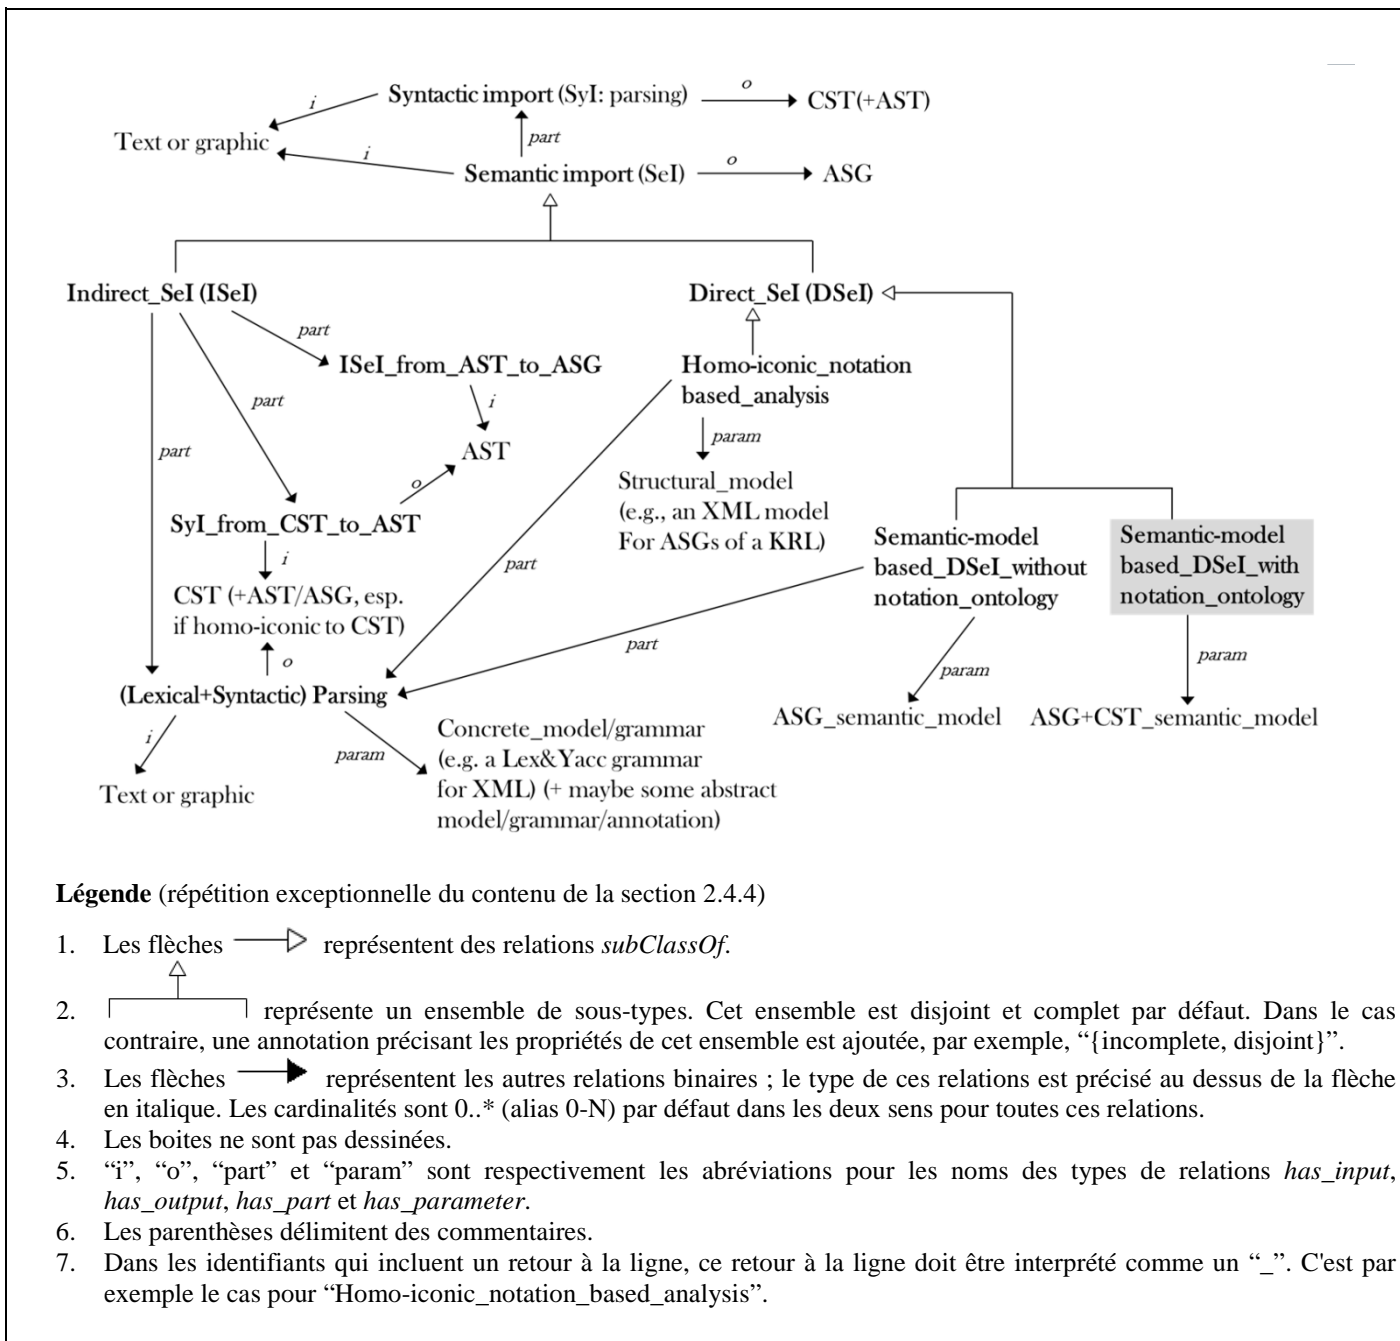 Syntactic import (SyI: parsing)
o
CST(+AST)
i
Text or graphic
part
i
Semantic import (SeI)
o
ASG
Indirect_SeI (ISeI)
Direct_SeI (DSeI)
part
ISeI_from_AST_to_ASG
Homo-iconic_notation
based_analysis
part
i
param
part
AST
o
Structural_model
(e.g., an XML model
For ASGs of a KRL)
SyI_from_CST_to_AST
Semantic-model
based_DSeI_without
notation_ontology
Semantic-model
based_DSeI_with
notation_ontology
i
part
CST (+AST/ASG, esp.
if homo-iconic to CST)
part
o
param
param
(Lexical+Syntactic) Parsing
ASG_semantic_model
ASG+CST_semantic_model
i
param
Concrete_model/grammar
(e.g. a Lex&Yacc grammar
for XML) (+ maybe some abstract
model/grammar/annotation)
Text or graphic
Légende (répétition exceptionnelle du contenu de la section 2.4.4)
1. Les flèches représentent des relations subClassOf.
2. représente un ensemble de sous-types. Cet ensemble est disjoint et complet par défaut. Dans le cas
contraire, une annotation précisant les propriétés de cet ensemble est ajoutée, par exemple, “{incomplete, disjoint}”.
3. Les flèches représentent les autres relations binaires ; le type de ces relations est précisé au dessus de la flèche
en italique. Les cardinalités sont 0..* (alias 0-N) par défaut dans les deux sens pour toutes ces relations.
4. Les boites ne sont pas dessinées.
5. “i”, “o”, “part” et “param” sont respectivement les abréviations pour les noms des types de relations has_input,
has_output, has_part et has_parameter.
6. Les parenthèses délimitent des commentaires.
7. Dans les identifiants qui incluent un retour à la ligne, ce retour à la ligne doit être interprété comme un “_”. C'est par
exemple le cas pour “Homo-iconic_notation_based_analysis”.